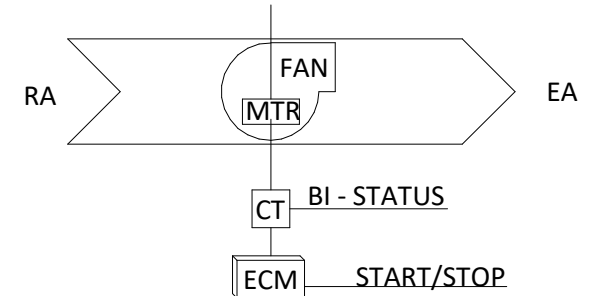 FAN
RA
EA
MTR
BI - STATUS
CT
ECM
START/STOP